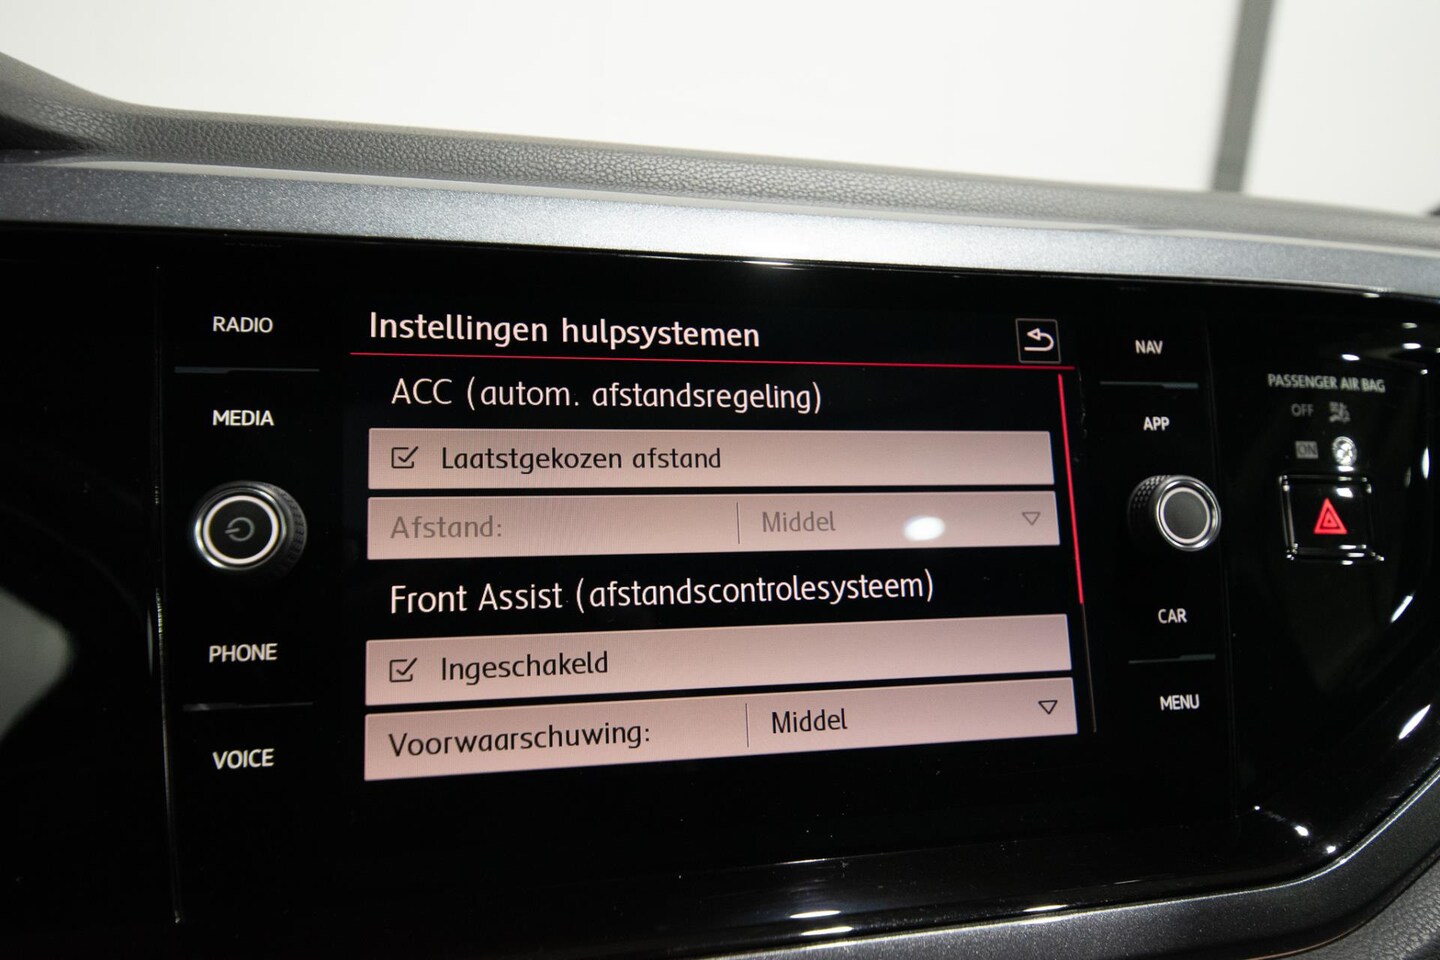 RADIO
MEDIA
PHONE
VOICE
Instellingen hulpsystemen
ACC (autom. afstandsregeling)
Laatstgekozen afstand
Afstand: Middel
Front Assist (afstandscontrolesysteem)
Ingeschakeld
Voorwaarschuwing: Middel
NAV
APP
CAR
MENU
PASSENGER AIR BAG
OFF
ON